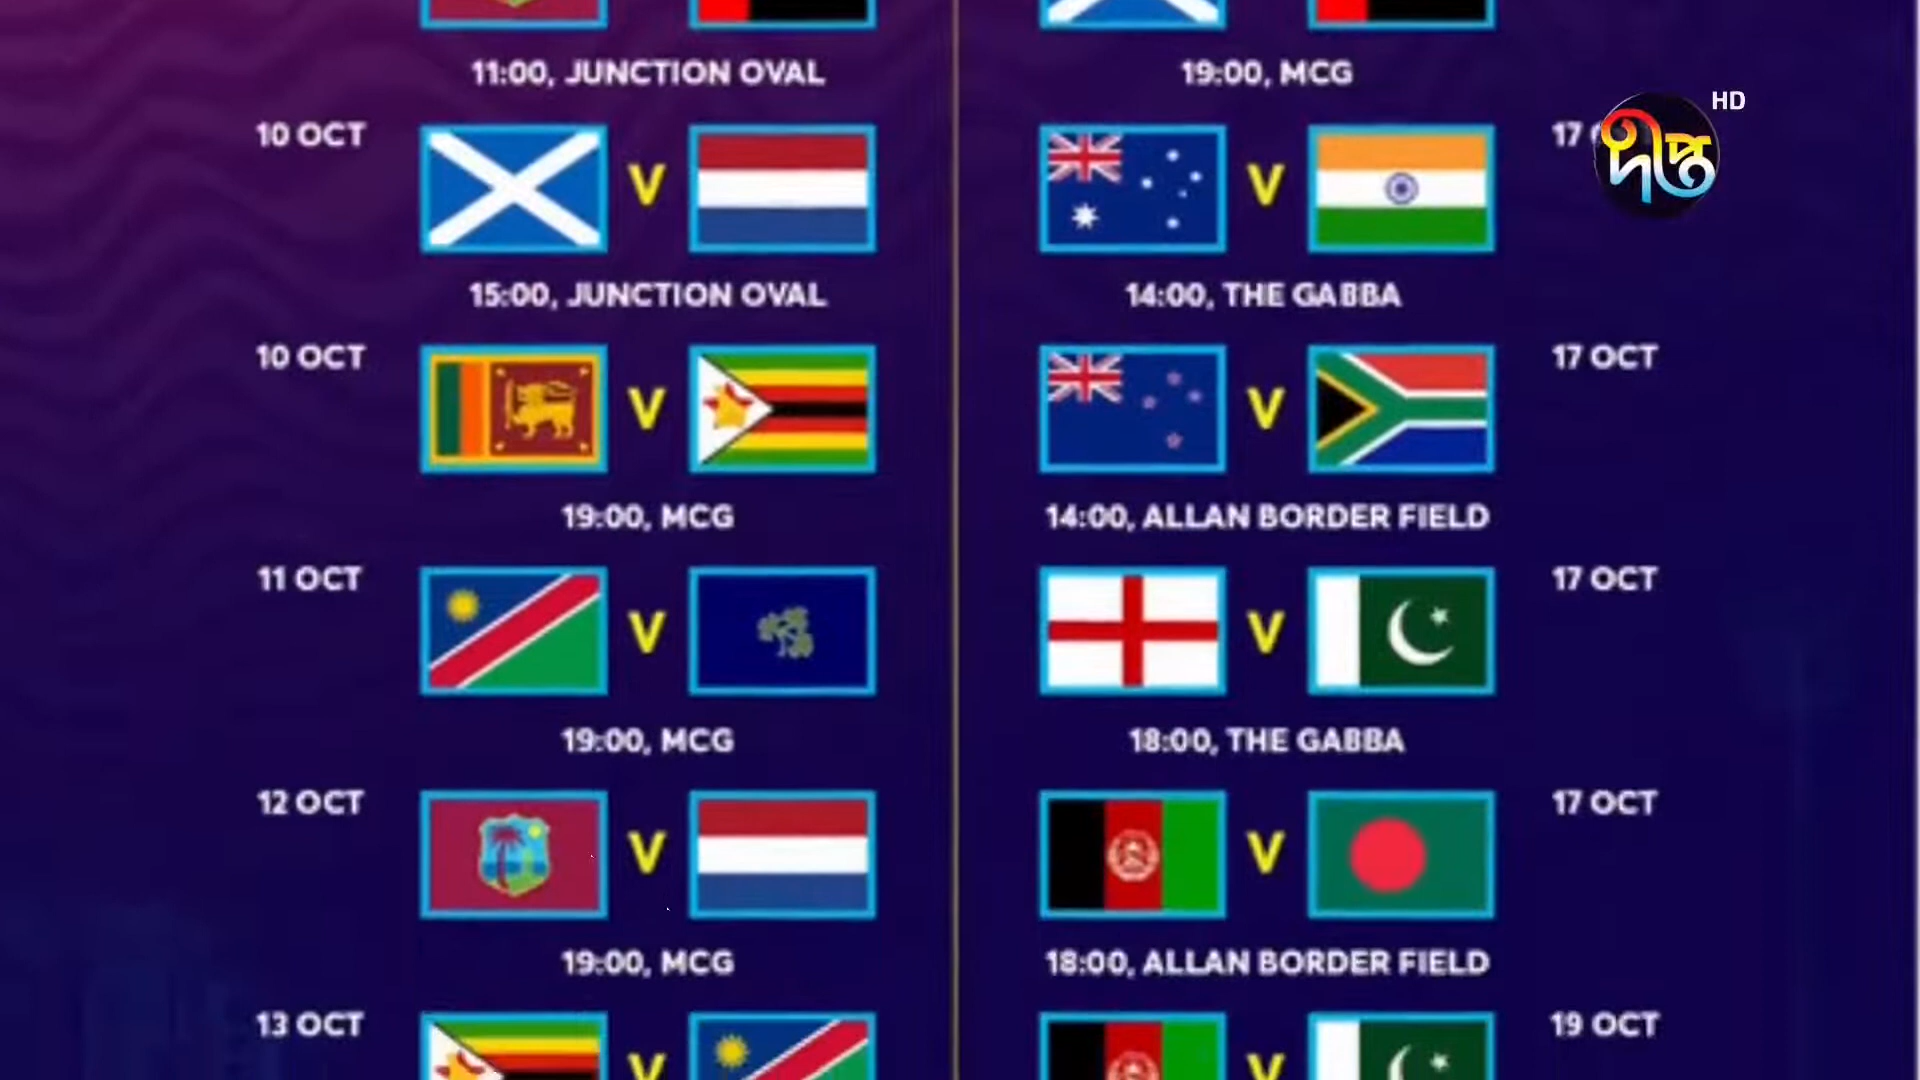 11:00, JUNCTION OVAL
19:00, MCG
HD
10 OCT
V
V
17
দীপ্ত
15:00, JUNCTION OVAL
14:00, THE GABBA
10 OCT
V
V
17 OCT
19:00, MCG
14:00, ALLAN BORDER FIELD
11 OCT
V
V
17 OCT
19:00, MCG
18:00, THE GABBA
12 OCT
V
V
17 OCT
19:00, MCG
18:00, ALLAN BORDER FIELD
13 OCT
V
V
19 OCT